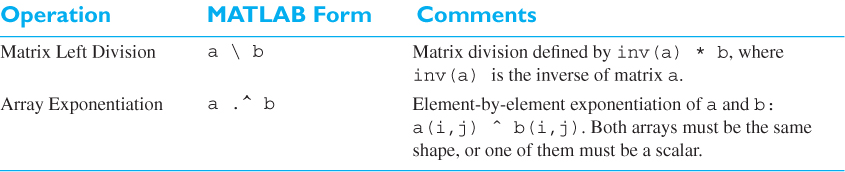 Operation MATLAB Form Comments
Matrix Left Division a \ b Matrix division defined by inv(a) * b, where
inv(a) is the inverse of matrix a.
Array Exponentiation a .^ b Element-by-element exponentiation of a and b:
a(i,j) ^ b(i,j). Both arrays must be the same
shape, or one of them must be a scalar.